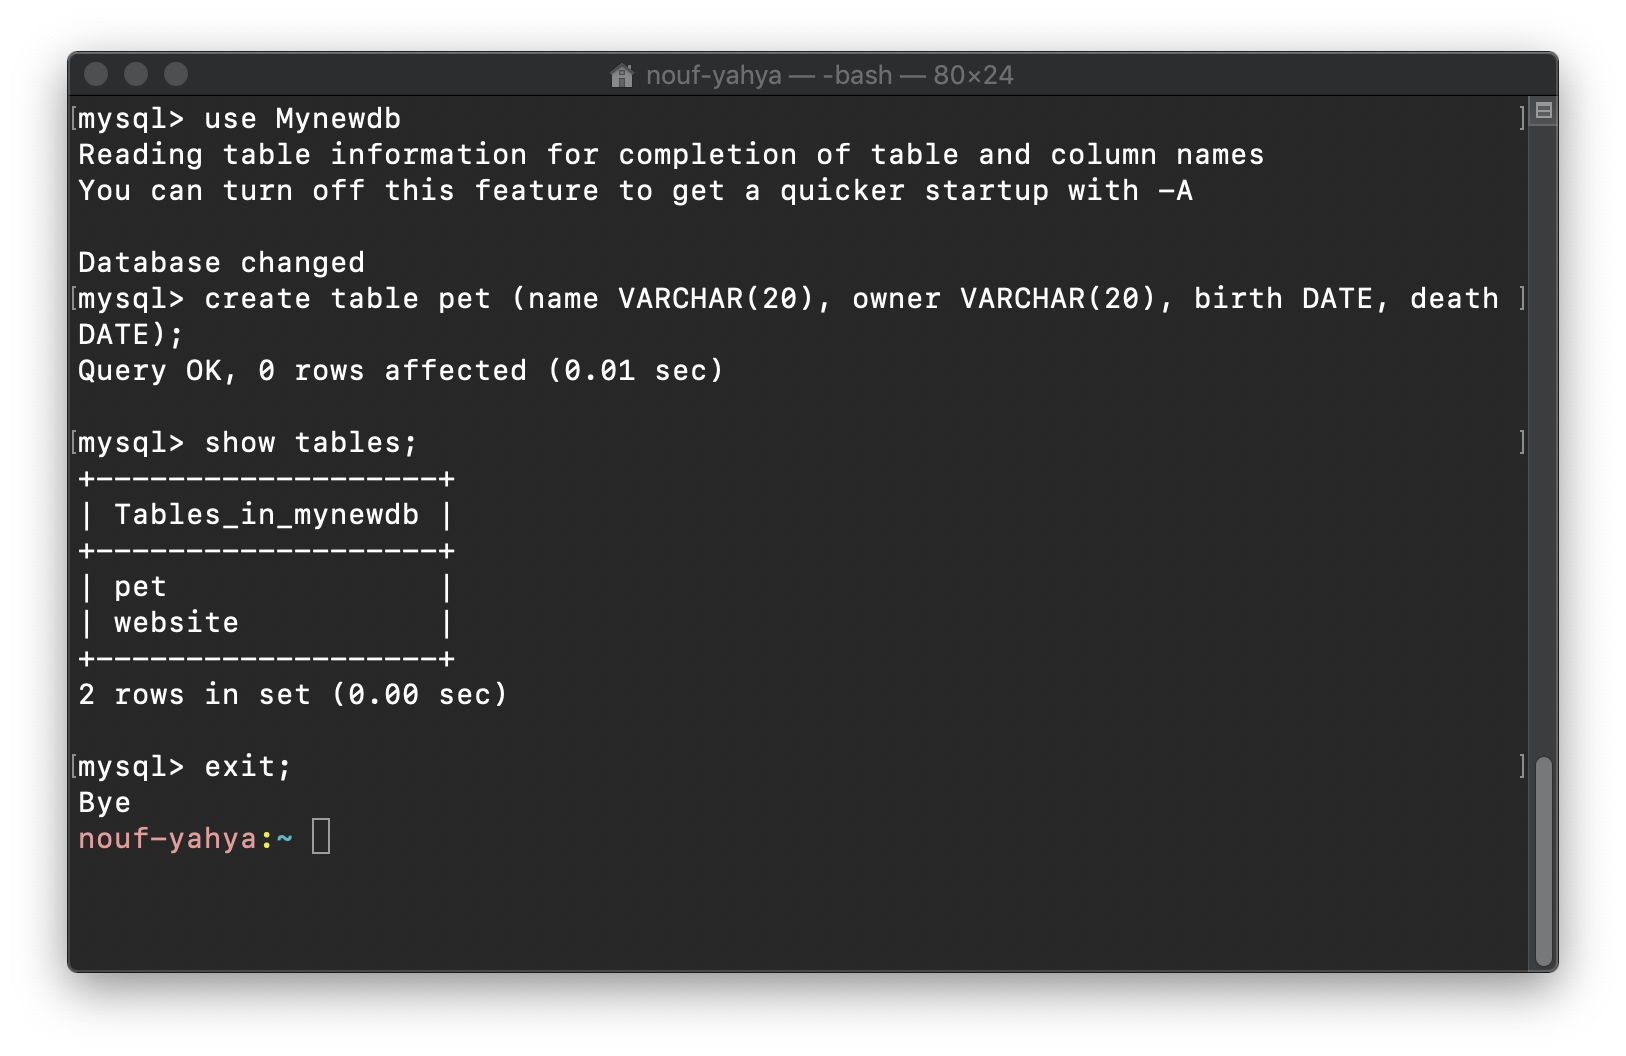 nouf-yahya — -bash — 80×24
mysql> use Mynewdb
Reading table information for completion of table and column names
You can turn off this feature to get a quicker startup with -A
Database changed
mysql> create table pet (name VARCHAR(20), owner VARCHAR(20), birth DATE, death
DATE);
Query OK, 0 rows affected (0.01 sec)
mysql> show tables;
+-------------------+
| Tables_in_mynewdb |
+-------------------+
| pet               |
| website           |
+-------------------+
2 rows in set (0.00 sec)
mysql> exit;
Bye
nouf-yahya:~